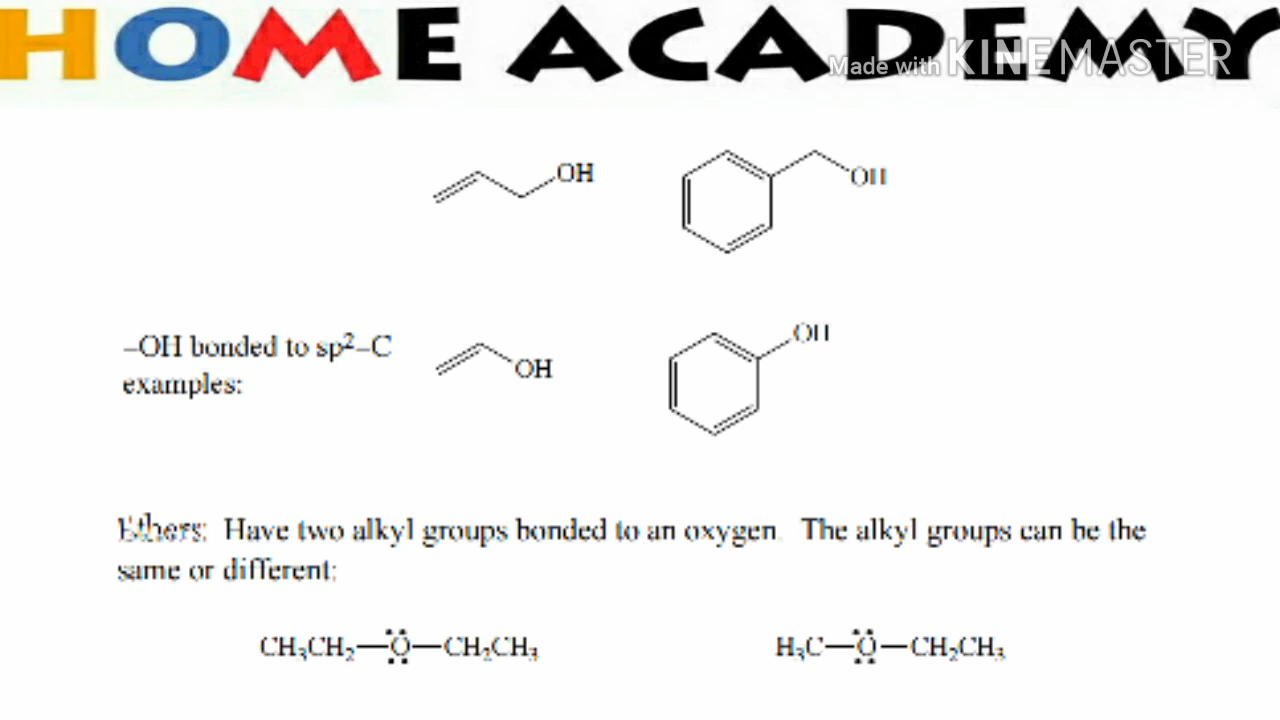 HOME ACADEMY
Made with KINEMASTER
OH
OH
–OH bonded to sp²–C
examples:
OH
OH
Ethers: Have two alkyl groups bonded to an oxygen. The alkyl groups can be the
same or different:
CH₃CH₂—Ö—CH₂CH₃
H₃C—Ö—CH₂CH₃